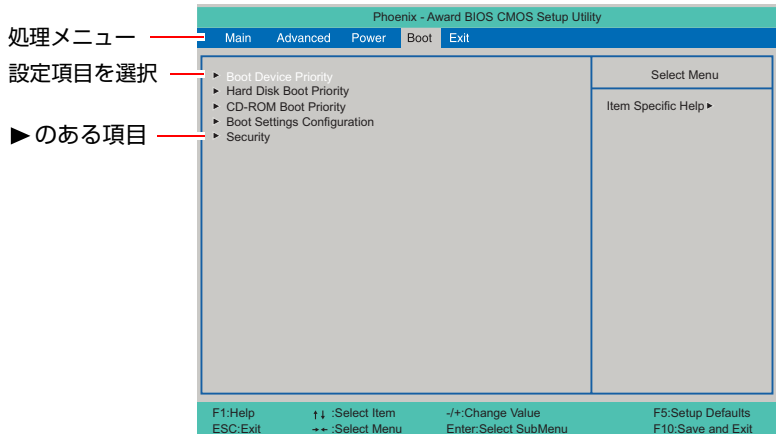 Phoenix - Award BIOS CMOS Setup Utility
処理メニュー
Main Advanced Power Boot Exit
設定項目を選択
▶ Boot Device Priority
▶ Hard Disk Boot Priority
▶ CD-ROM Boot Priority
▶ Boot Settings Configuration
▶のある項目
▶ Security
Select Menu
Item Specific Help▶
F1:Help ↑↓ :Select Item -/+:Change Value F5:Setup Defaults
ESC:Exit →← :Select Menu Enter:Select SubMenu F10:Save and Exit